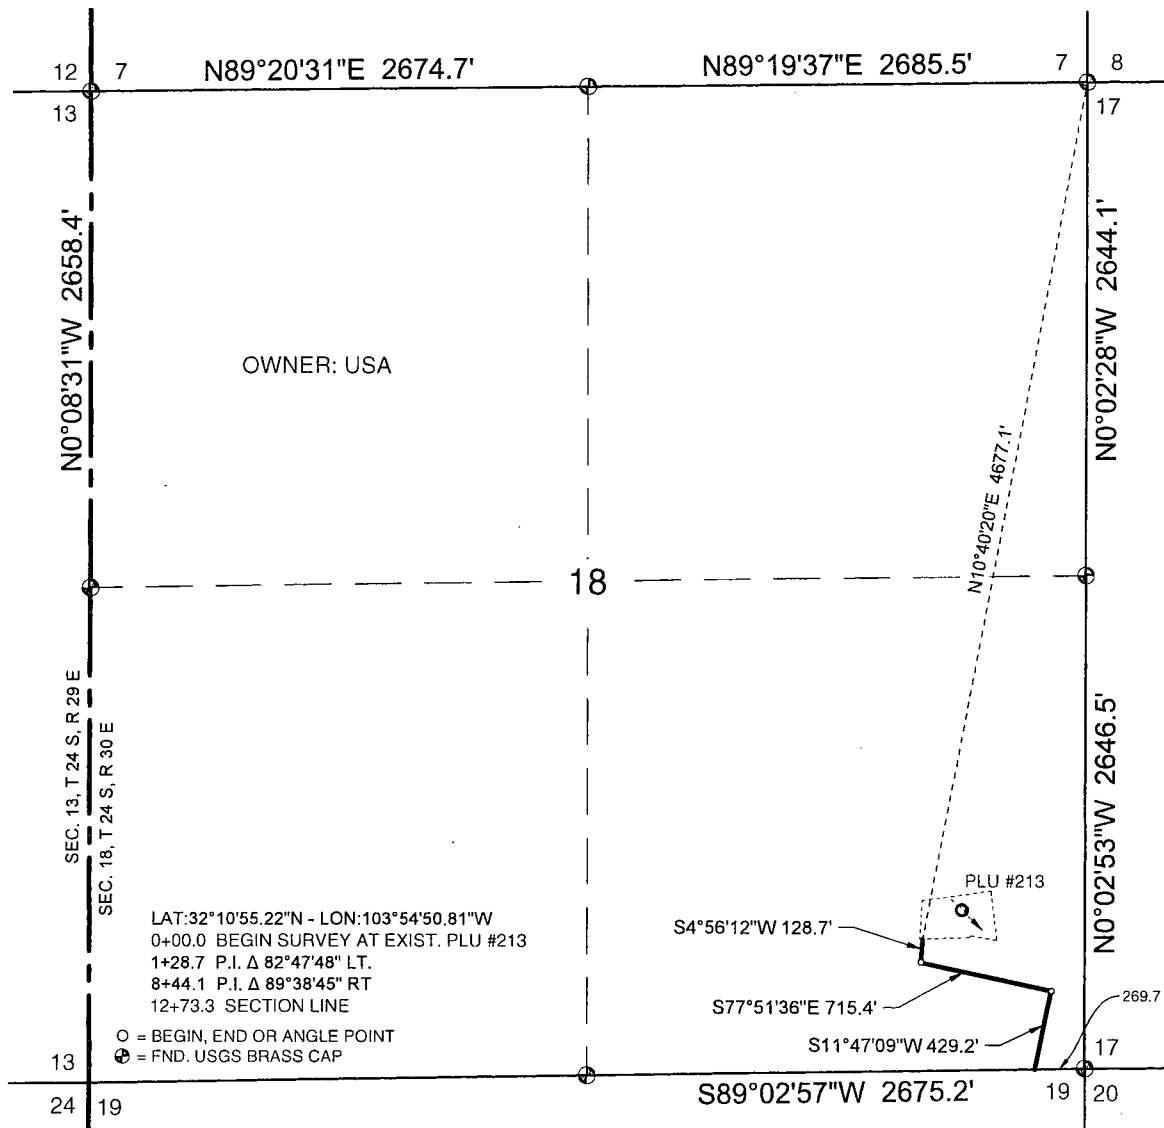 12
7
N89°20'31"E 2674.7'
N89°19'37"E 2685.5'
7
8
13
17
N0°08'31"W 2658.4'
N0°02'28"W 2644.1'
OWNER: USA
N10°40'20"E 4677.1'
18
SEC. 13, T 24 S, R 29 E
SEC. 18, T 24 S, R 30 E
N0°02'53"W 2646.5'
PLU #213
LAT:32°10'55.22"N - LON:103°54'50.81"W
0+00.0 BEGIN SURVEY AT EXIST. PLU #213
1+28.7 P.I. Δ 82°47'48" LT.
8+44.1 P.I. Δ 89°38'45" RT
12+73.3 SECTION LINE
O = BEGIN, END OR ANGLE POINT
= FND. USGS BRASS CAP
S4°56'12"W 128.7'
S77°51'36"E 715.4'
S11°47'09"W 429.2'
269.7
13
17
S89°02'57"W 2675.2'
24
19
19
20